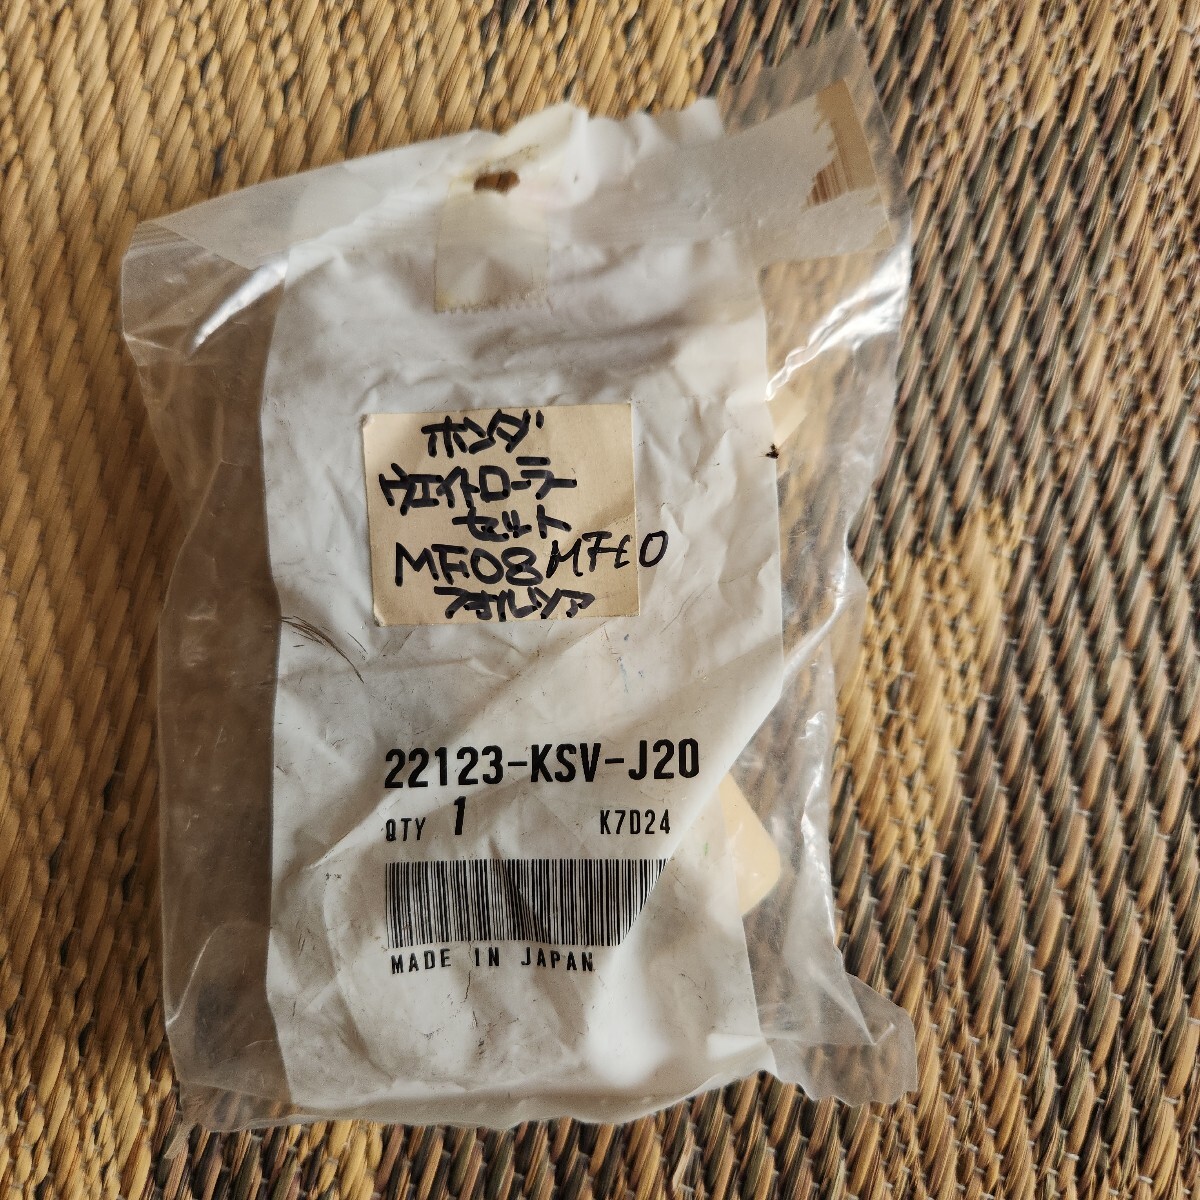 ホンダ
ウエイトローラー
セット
MF08 MF10
フォルツァ
22123-KSV-J20
QTY 1 K7D24
MADE IN JAPAN